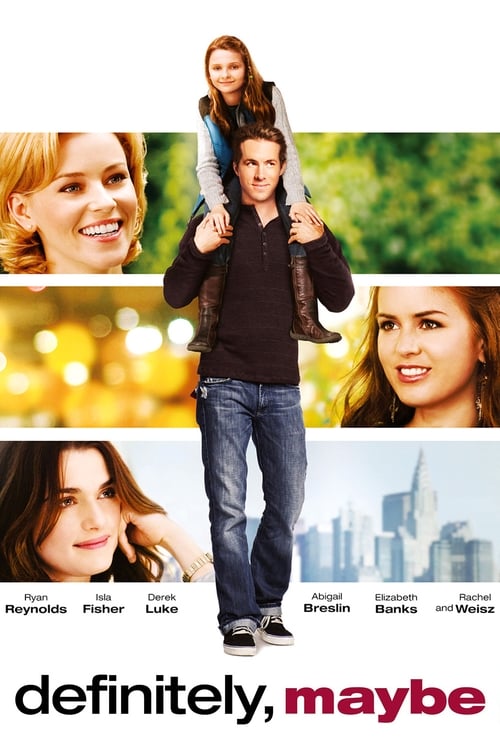 Ryan Isla Derek Abigail Elizabeth Rachel
Reynolds Fisher Luke Breslin Banks and Weisz
definitely, maybe